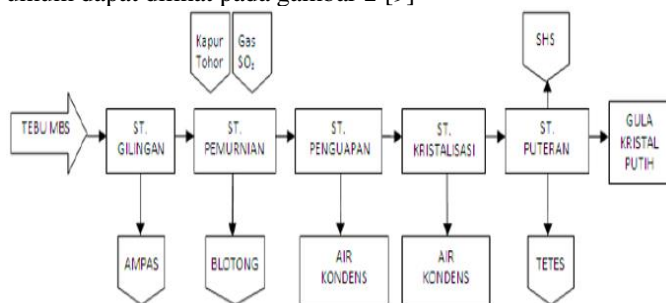 umum dapat dilihat pada gambar 2 [9]
Kapur
Tohor
Gas
SO₂
SHS
TEBU MBS
ST.
GILINGAN
ST.
PEMURNIAN
ST.
PENGUAPAN
ST.
KRISTALISASI
ST.
PUTERAN
GULA
KRISTAL
PUTIH
AMPAS
BLOTONG
AIR
KONDENS
AIR
KONDENS
TETES